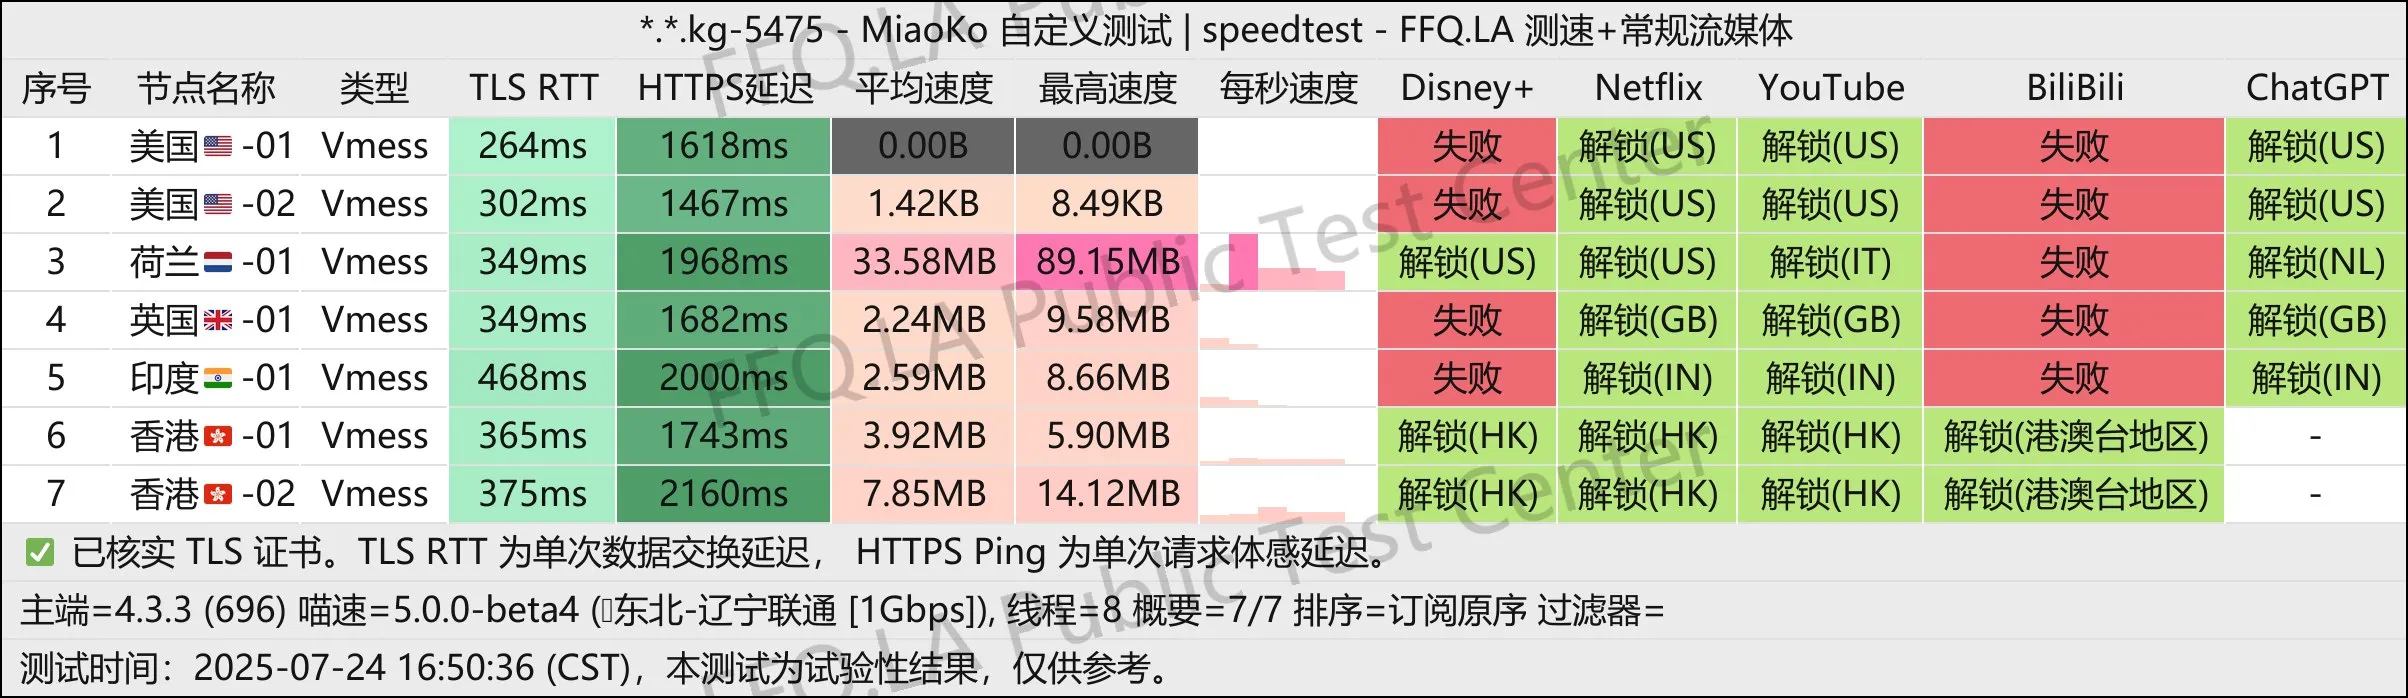 *.*.kg-5475 - MiaoKo 自定义测试 | speedtest - FFQ.LA 测速+常规流媒体
序号 节点名称 类型 TLS RTT HTTPS延迟 平均速度 最高速度 每秒速度 Disney+ Netflix YouTube BiliBili ChatGPT
1 美国🇺🇸 -01 Vmess 264ms 1618ms 0.00B 0.00B 失败 解锁(US) 解锁(US) 失败 解锁(US)
2 美国🇺🇸 -02 Vmess 302ms 1467ms 1.42KB 8.49KB 失败 解锁(US) 解锁(US) 失败 解锁(US)
3 荷兰🇳🇱 -01 Vmess 349ms 1968ms 33.58MB 89.15MB 解锁(US) 解锁(US) 解锁(IT) 失败 解锁(NL)
4 英国🇬🇧 -01 Vmess 349ms 1682ms 2.24MB 9.58MB 失败 解锁(GB) 解锁(GB) 失败 解锁(GB)
5 印度🇮🇳 -01 Vmess 468ms 2000ms 2.59MB 8.66MB 失败 解锁(IN) 解锁(IN) 失败 解锁(IN)
6 香港🇭🇰 -01 Vmess 365ms 1743ms 3.92MB 5.90MB 解锁(HK) 解锁(HK) 解锁(HK) 解锁(港澳台地区) -
7 香港🇭🇰 -02 Vmess 375ms 2160ms 7.85MB 14.12MB 解锁(HK) 解锁(HK) 解锁(HK) 解锁(港澳台地区) -
✅ 已核实 TLS 证书。TLS RTT 为单次数据交换延迟， HTTPS Ping 为单次请求体感延迟。
主端=4.3.3 (696) 喵速=5.0.0-beta4 (东北-辽宁联通 [1Gbps]), 线程=8 概要=7/7 排序=订阅原序 过滤器=
测试时间：2025-07-24 16:50:36 (CST)，本测试为试验性结果，仅供参考。
FFQ.LA Public Test Center
FFQ.LA Public Test Center
FFQ.LA Public Test Center